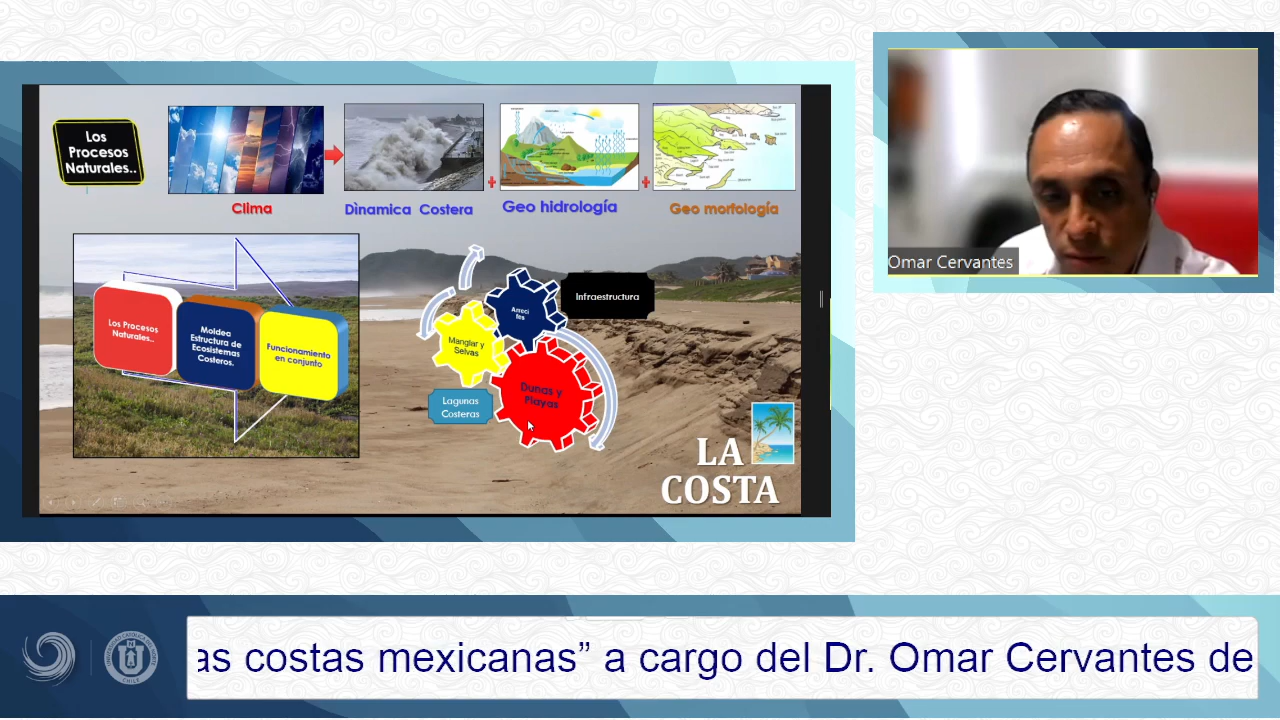 Los
Procesos
Naturales..
Clima
Dìnamica Costera
Geo hidrología
Geo morfología
Los Procesos
Naturales..
Moldea
Estructura de
Ecosistemas
Costeros.
Funcionamiento
en conjunto
Infraestructura
Arreci
fes
Manglar y
Selvas
Dunas y
Playas
Lagunas
Costeras
LA
COSTA
Omar Cervantes
as costas mexicanas” a cargo del Dr. Omar Cervantes de